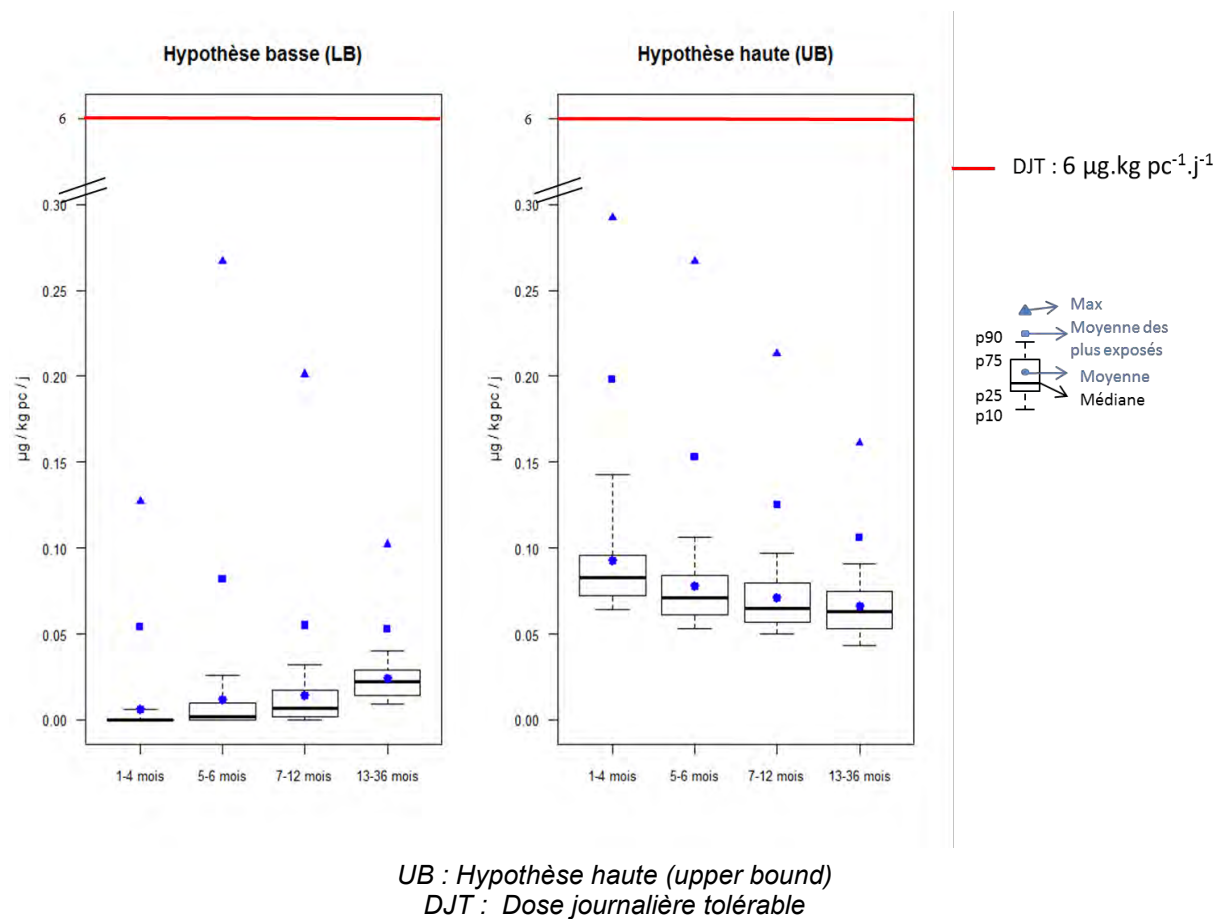 Hypothèse basse (LB)
Hypothèse haute (UB)
6
0.30
0.25
0.20
0.15
0.10
0.05
0.00
µg / kg pc / j
1-4 mois
5-6 mois
7-12 mois
13-36 mois
6
0.30
0.25
0.20
0.15
0.10
0.05
0.00
µg / kg pc / j
1-4 mois
5-6 mois
7-12 mois
13-36 mois
DJT : 6 µg.kg pc⁻¹.j⁻¹
Max
p90
Moyenne des
plus exposés
p75
Moyenne
p25
Médiane
p10
UB : Hypothèse haute (upper bound)
DJT : Dose journalière tolérable